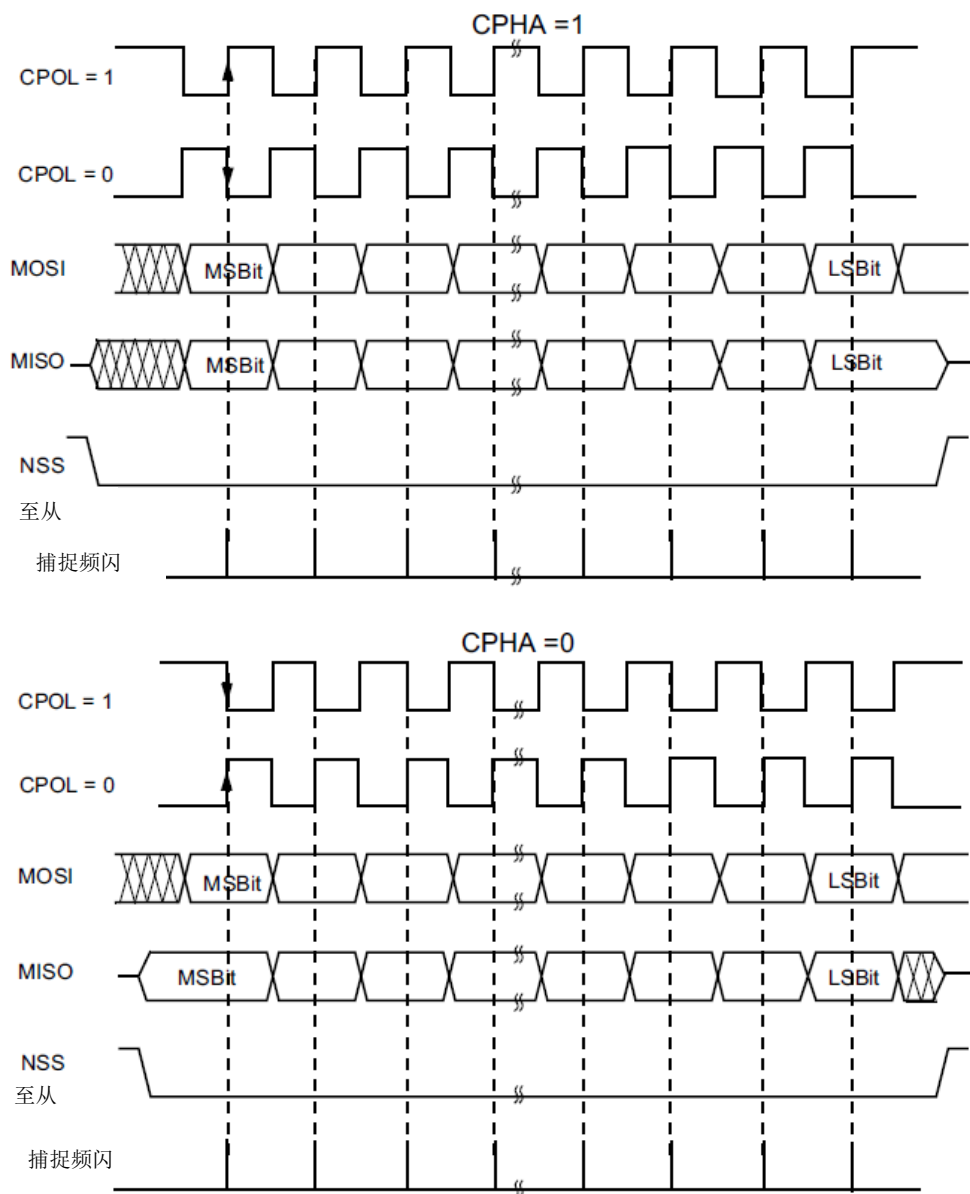 CPHA =1
CPOL = 1
CPOL = 0
MOSI MSBit LSBit
MISO MSBit LSBit
NSS
至从
捕捉频闪
CPHA =0
CPOL = 1
CPOL = 0
MOSI MSBit LSBit
MISO MSBit LSBit
NSS
至从
捕捉频闪